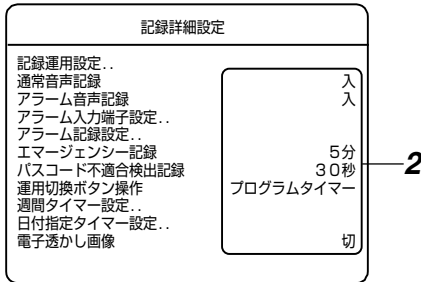 記録詳細設定
記録運用設定..
通常音声記録 入
アラーム音声記録 入
アラーム入力端子設定..
アラーム記録設定..
エマージェンシー記録 5分
パスコード不適合検出記録 30秒
運用切換ボタン操作 プログラムタイマー
週間タイマー設定..
日付指定タイマー設定..
電子透かし画像 切
2